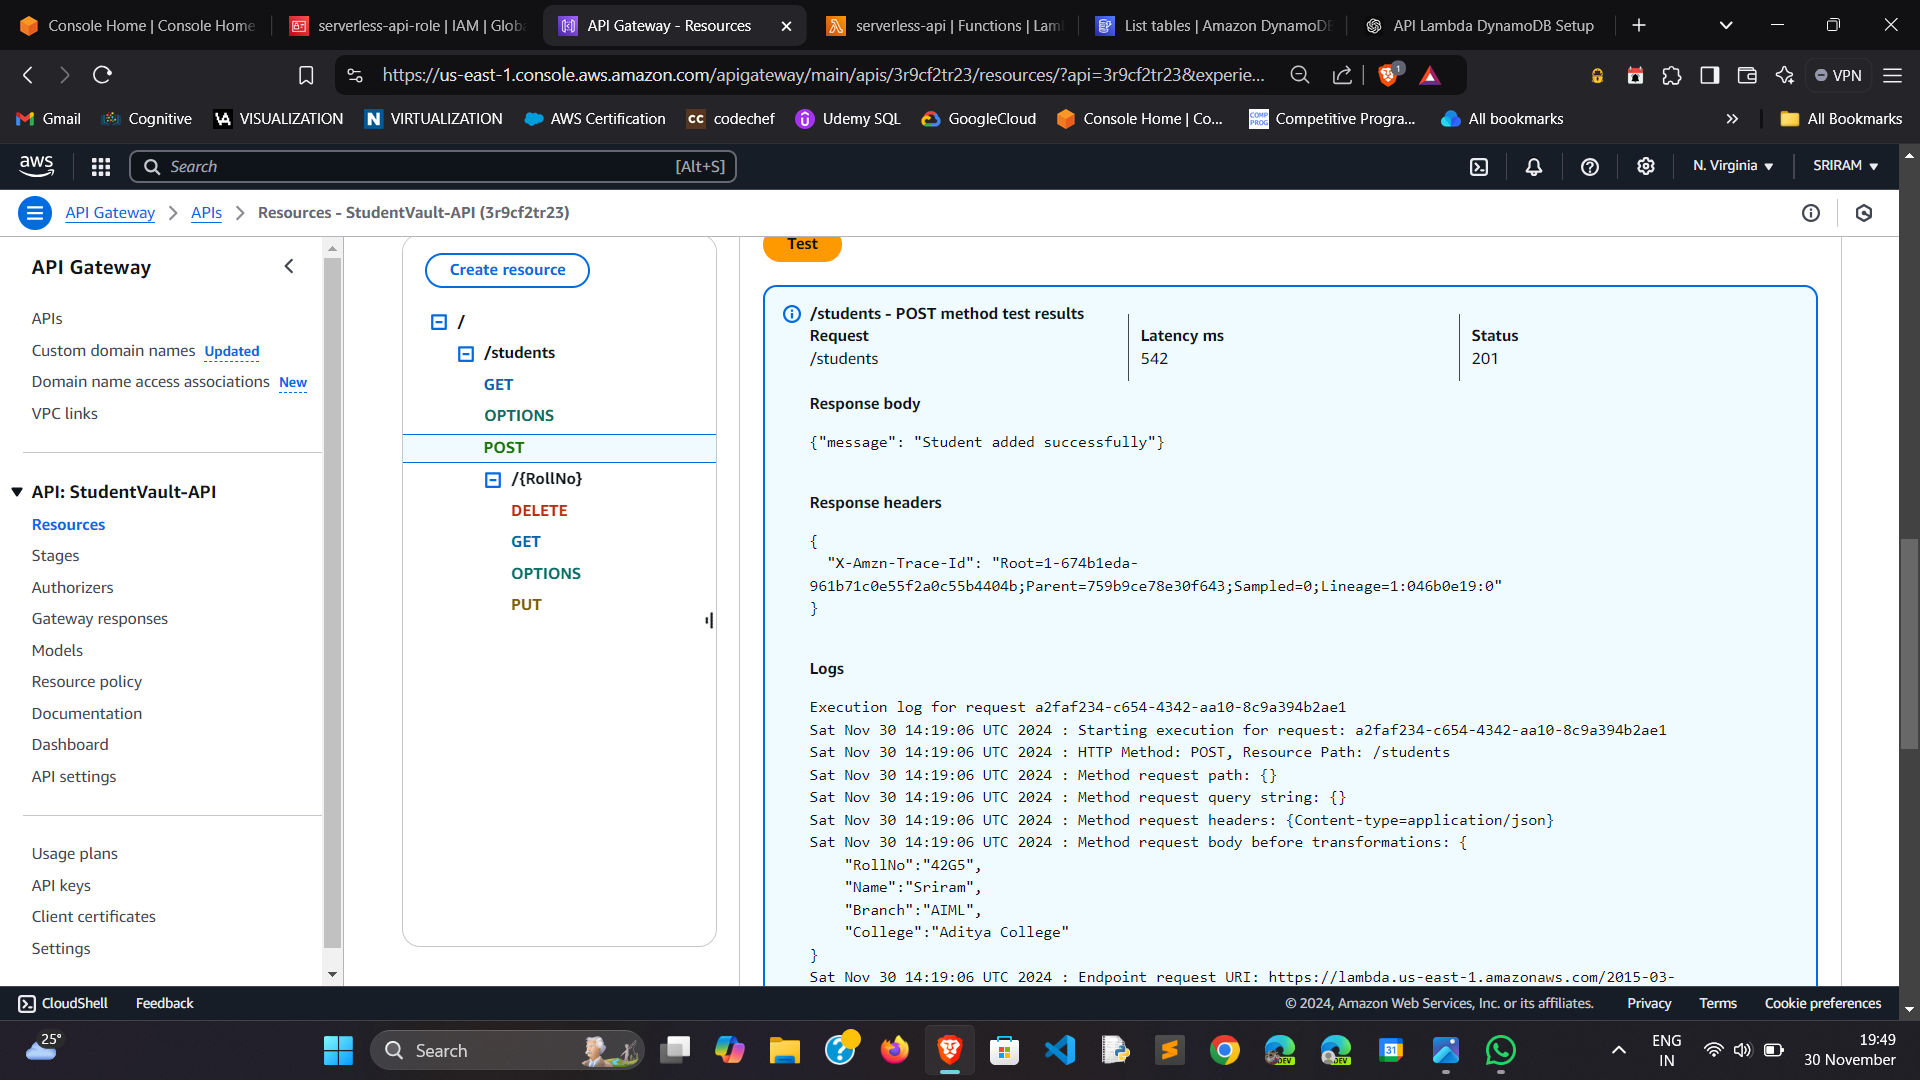 Console Home | Console Home
serverless-api-role | IAM | Globa
API Gateway - Resources
serverless-api | Functions | Lam
List tables | Amazon DynamoDB
API Lambda DynamoDB Setup
https://us-east-1.console.aws.amazon.com/apigateway/main/apis/3r9cf2tr23/resources/?api=3r9cf2tr23&experie...
1
VPN
Gmail
Cognitive
VISUALIZATION
VIRTUALIZATION
AWS Certification
cc codechef
Udemy SQL
GoogleCloud
Console Home | Co...
COMP PROG Competitive Progra...
All bookmarks
All Bookmarks
aws
Search
[Alt+S]
N. Virginia
SRIRAM
API Gateway
APIs
Resources - StudentVault-API (3r9cf2tr23)
API Gateway
APIs
Custom domain names Updated
Domain name access associations New
VPC links
API: StudentVault-API
Resources
Stages
Authorizers
Gateway responses
Models
Resource policy
Documentation
Dashboard
API settings
Usage plans
API keys
Client certificates
Settings
Create resource
/
/students
GET
OPTIONS
POST
/{RollNo}
DELETE
GET
OPTIONS
PUT
Test
/students - POST method test results
Request
/students
Latency ms
542
Status
201
Response body
{"message": "Student added successfully"}
Response headers
{
"X-Amzn-Trace-Id": "Root=1-674b1eda-
961b71c0e55f2a0c55b4404b;Parent=759b9ce78e30f643;Sampled=0;Lineage=1:046b0e19:0"
}
Logs
Execution log for request a2faf234-c654-4342-aa10-8c9a394b2ae1
Sat Nov 30 14:19:06 UTC 2024 : Starting execution for request: a2faf234-c654-4342-aa10-8c9a394b2ae1
Sat Nov 30 14:19:06 UTC 2024 : HTTP Method: POST, Resource Path: /students
Sat Nov 30 14:19:06 UTC 2024 : Method request path: {}
Sat Nov 30 14:19:06 UTC 2024 : Method request query string: {}
Sat Nov 30 14:19:06 UTC 2024 : Method request headers: {Content-type=application/json}
Sat Nov 30 14:19:06 UTC 2024 : Method request body before transformations: {
"RollNo":"42G5",
"Name":"Sriram",
"Branch":"AIML",
"College":"Aditya College"
}
Sat Nov 30 14:19:06 UTC 2024 : Endpoint request URI: https://lambda.us-east-1.amazonaws.com/2015-03-
CloudShell
Feedback
© 2024, Amazon Web Services, Inc. or its affiliates.
Privacy
Terms
Cookie preferences
25°
Search
DEV
DEV
31
ENG
IN
19:49
30 November